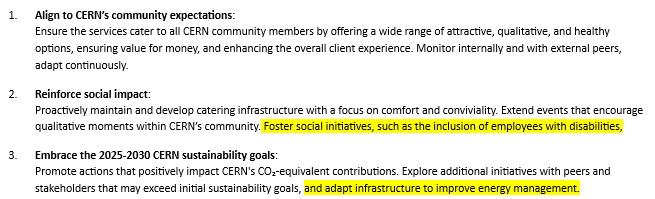 1. Align to CERN's community expectations:
Ensure the services cater to all CERN community members by offering a wide range of attractive, qualitative, and healthy
options, ensuring value for money, and enhancing the overall client experience. Monitor internally and with external peers,
adapt continuously.
2. Reinforce social impact:
Proactively maintain and develop catering infrastructure with a focus on comfort and conviviality. Extend events that encourage
qualitative moments within CERN's community. Foster social initiatives, such as the inclusion of employees with disabilities,
3. Embrace the 2025-2030 CERN sustainability goals:
Promote actions that positively impact CERN's CO₂-equivalent contributions. Explore additional initiatives with peers and
stakeholders that may exceed initial sustainability goals, and adapt infrastructure to improve energy management.